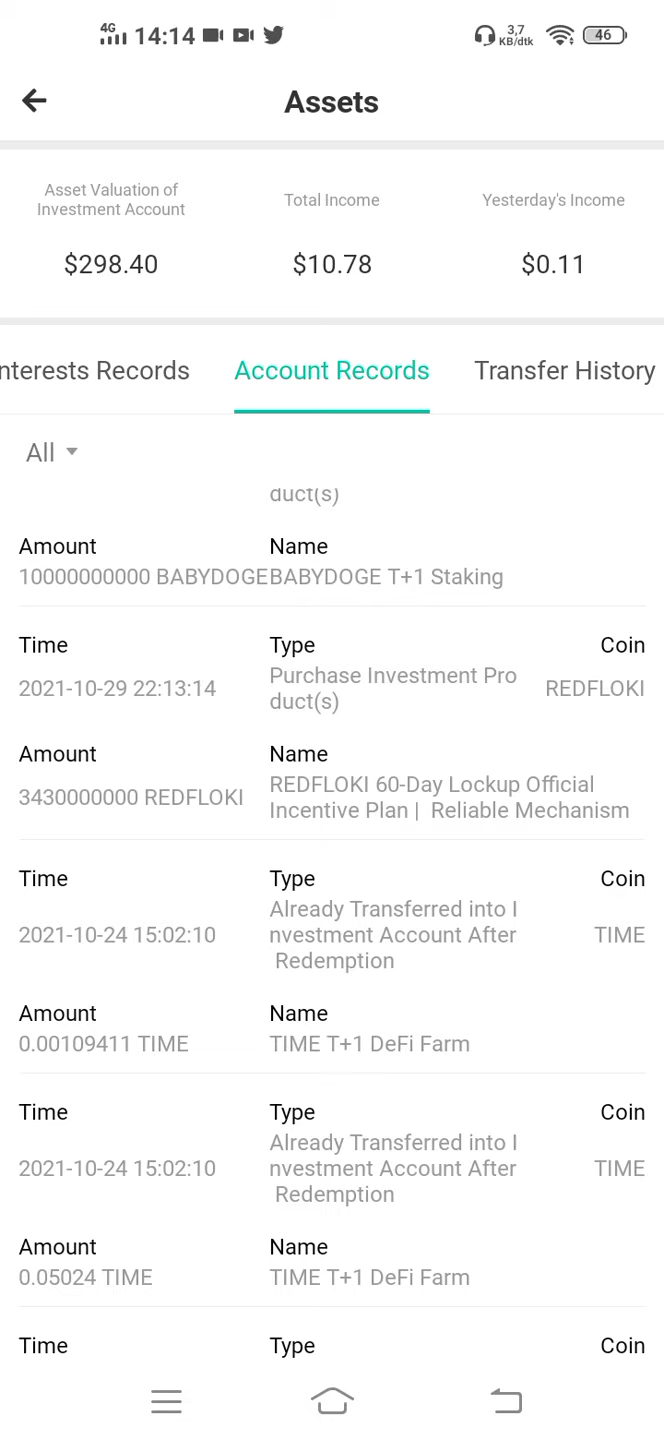 4G 14:14 3,7 KB/dtk 46
Assets
Asset Valuation of
Investment Account
Total Income
Yesterday's Income
$298.40
$10.78
$0.11
nterests Records
Account Records
Transfer History
All
duct(s)
Amount Name
10000000000 BABYDOGEBABYDOGE T+1 Staking
Time Type Coin
2021-10-29 22:13:14
Purchase Investment Pro
duct(s)
REDFLOKI
Amount Name
3430000000 REDFLOKI
REDFLOKI 60-Day Lockup Official
Incentive Plan | Reliable Mechanism
Time Type Coin
2021-10-24 15:02:10
Already Transferred into I
nvestment Account After
Redemption
TIME
Amount Name
0.00109411 TIME TIME T+1 DeFi Farm
Time Type Coin
2021-10-24 15:02:10
Already Transferred into I
nvestment Account After
Redemption
TIME
Amount Name
0.05024 TIME TIME T+1 DeFi Farm
Time Type Coin